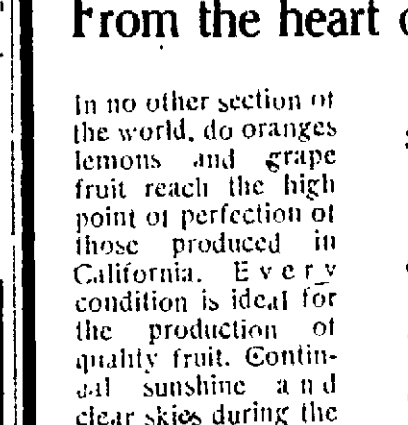 From the heart
In no other section of
the world, do oranges
lemons and grape
fruit reach the high
point of perfection of
those produced in
California. Every
condition is ideal for
the production of
quality fruit. Contin-
ual sunshine and
clear skies during the